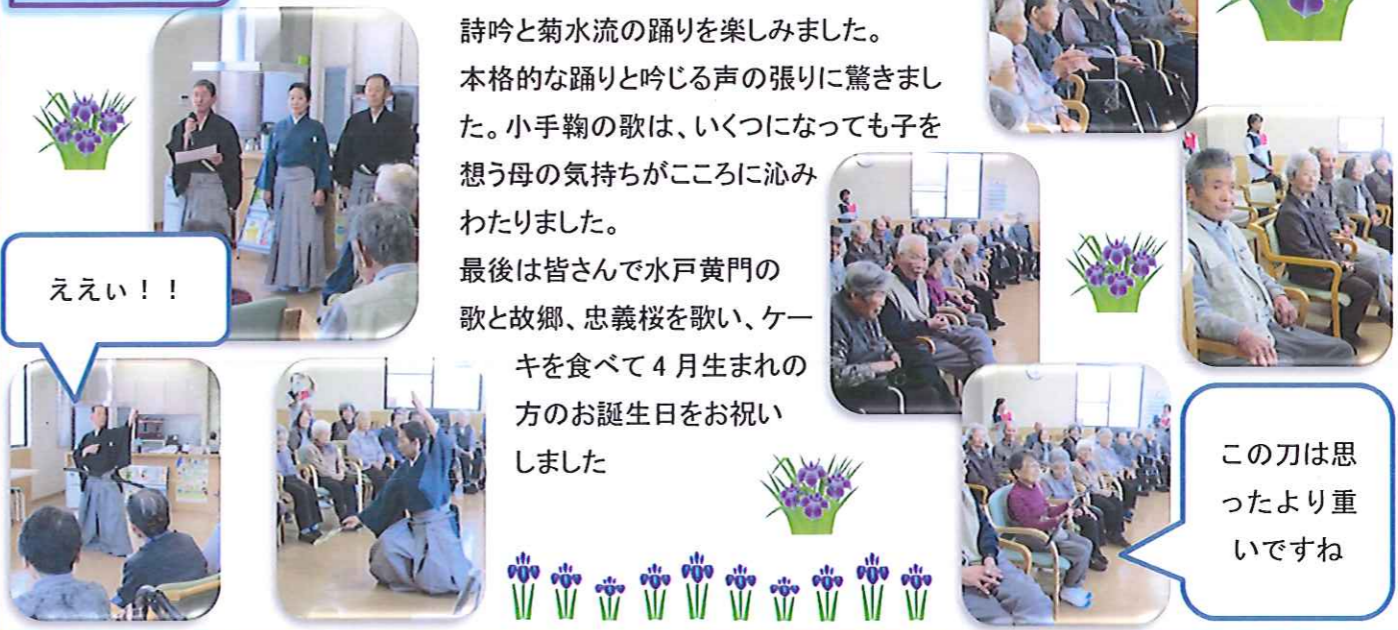 詩吟と菊水流の踊りを楽しみました。
本格的な踊りと吟じる声の張りに驚きまし
た。小手鞠の歌は、いくつになっても子を
想う母の気持ちがこころに沁み
わたりました。
最後は皆さんで水戸黄門の
歌と故郷、忠義桜を歌い、ケー
キを食べて4月生まれの
方のお誕生日をお祝い
しました
ええぃ！！
この刀は思
ったより重
いですね